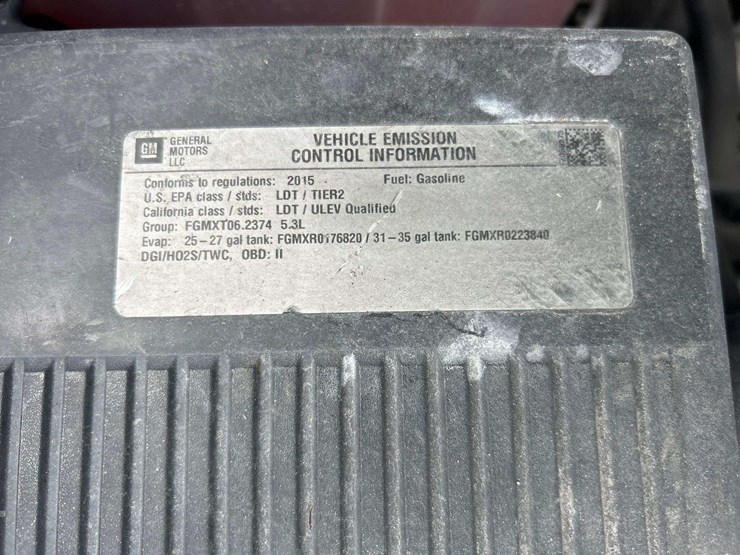 GM
GENERAL
MOTORS
LLC
VEHICLE EMISSION
CONTROL INFORMATION
Conforms to regulations: 2015 Fuel: Gasoline
U.S. EPA class / stds: LDT / TIER2
California class / stds: LDT / ULEV Qualified
Group: FGMXT06.2374 5.3L
Evap: 25-27 gal tank: FGMXR0176820 / 31-35 gal tank: FGMXR0223840
DGI/HO2S/TWC, OBD: II